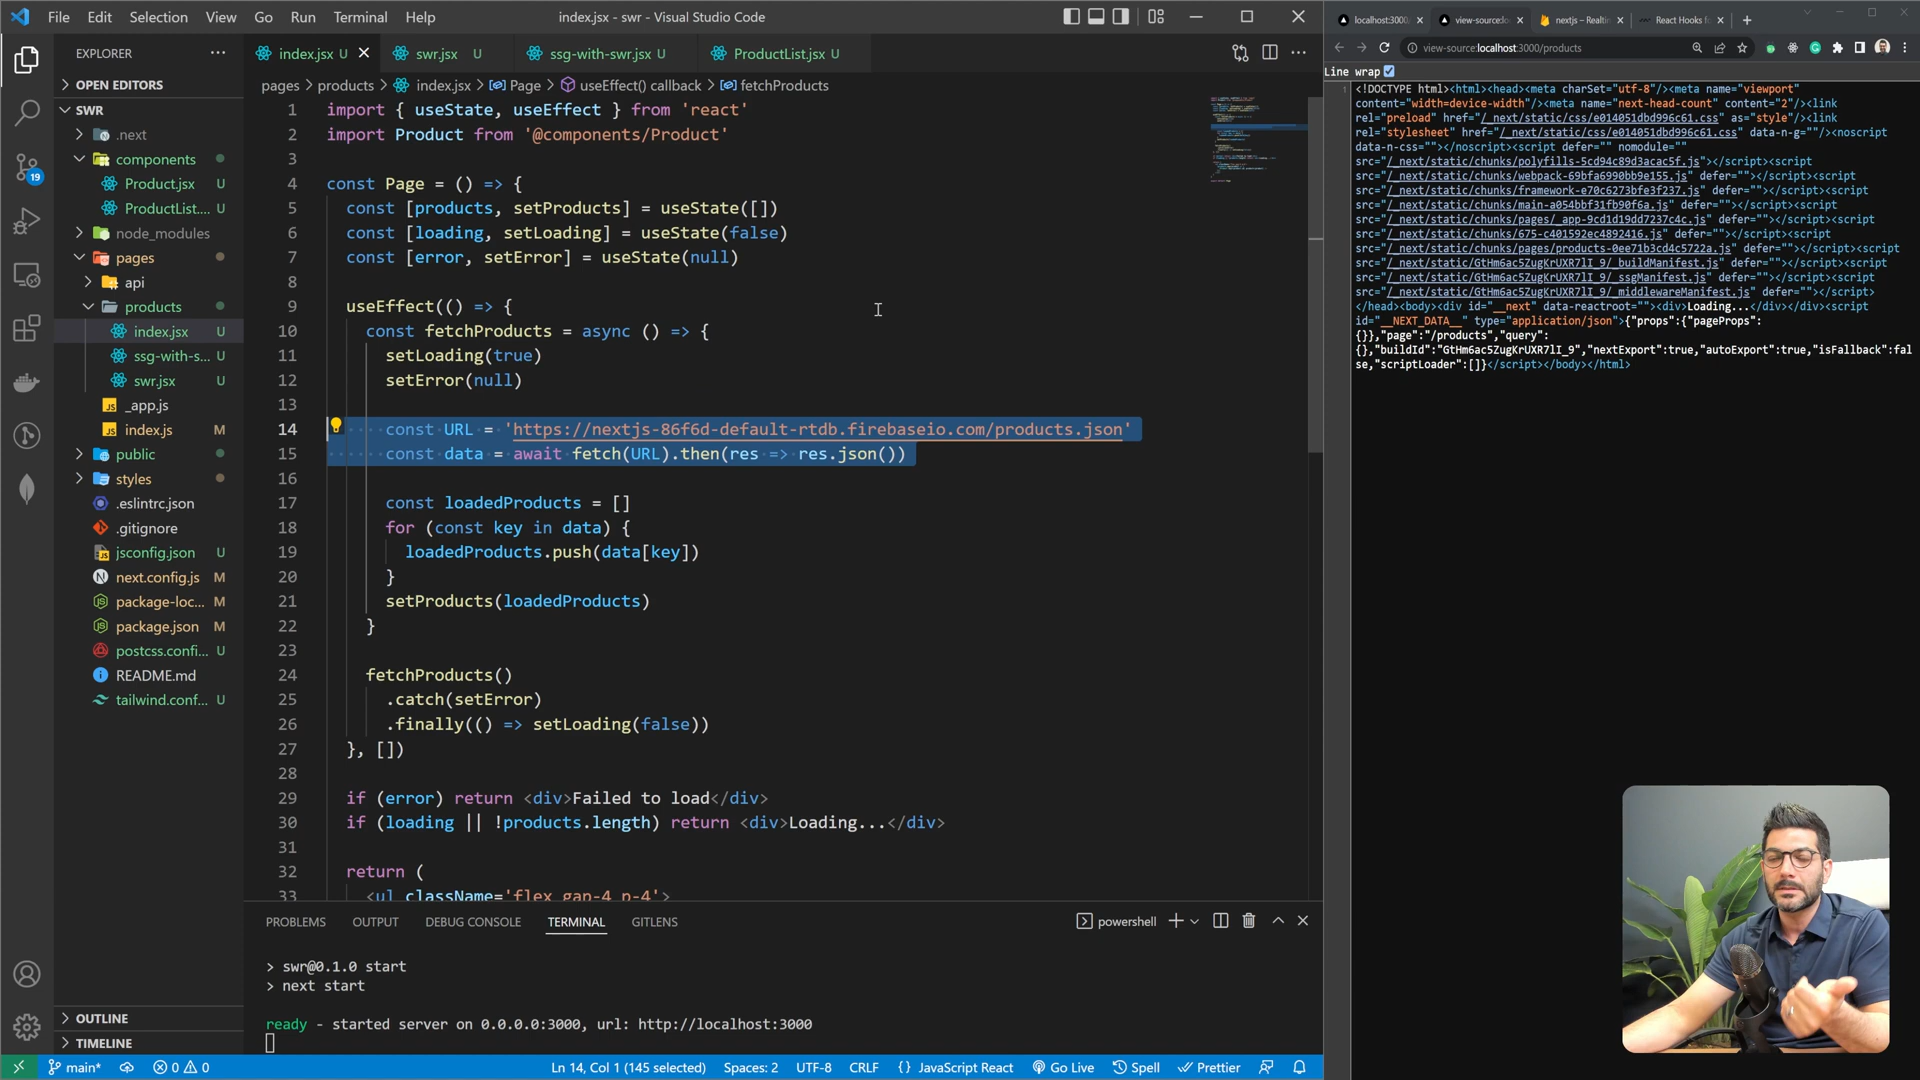 File Edit Selection View Go Run Terminal Help
index.jsx - swr - Visual Studio Code
EXPLORER
OPEN EDITORS
SWR
.next
components
Product.jsx U
ProductList.... U
node_modules
pages
api
products
index.jsx U
ssg-with-s... U
swr.jsx U
_app.js
index.js M
public
styles
.eslintrc.json
.gitignore
jsconfig.json U
next.config.js M
package-loc... M
package.json M
postcss.confi... U
README.md
tailwind.conf... U
OUTLINE
TIMELINE
19
index.jsx U
swr.jsx U
ssg-with-swr.jsx U
ProductList.jsx U
pages > products > index.jsx > Page > useEffect() callback > fetchProducts
1 import { useState, useEffect } from 'react'
2 import Product from '@components/Product'
3
4 const Page = () => {
5 const [products, setProducts] = useState([])
6 const [loading, setLoading] = useState(false)
7 const [error, setError] = useState(null)
8
9 useEffect(() => {
10 const fetchProducts = async () => {
11 setLoading(true)
12 setError(null)
13
14 const URL = 'https://nextjs-86f6d-default-rtdb.firebaseio.com/products.json'
15 const data = await fetch(URL).then(res => res.json())
16
17 const loadedProducts = []
18 for (const key in data) {
19 loadedProducts.push(data[key])
20 }
21 setProducts(loadedProducts)
22 }
23
24 fetchProducts()
25 .catch(setError)
26 .finally(() => setLoading(false))
27 }, [])
28
29 if (error) return <div>Failed to load</div>
30 if (loading || !products.length) return <div>Loading...</div>
31
32 return (
33 <ul className='flex gap-4 p-4'>
PROBLEMS OUTPUT DEBUG CONSOLE TERMINAL GITLENS
powershell
> swr@0.1.0 start
> next start
ready - started server on 0.0.0.0:3000, url: http://localhost:3000
main* 0 0 Ln 14, Col 1 (145 selected) Spaces: 2 UTF-8 CRLF JavaScript React Go Live Spell Prettier
localhost:3000/ view-source:lo nextjs – Realtim React Hooks fo
view-source:localhost:3000/products
Line wrap
1 <!DOCTYPE html><html><head><meta charSet="utf-8"/><meta name="viewport"
content="width=device-width"/><meta name="next-head-count" content="2"/><link
rel="preload" href="/_next/static/css/e014051dbd996c61.css" as="style"/><link
rel="stylesheet" href="/_next/static/css/e014051dbd996c61.css" data-n-g=""/><noscript
data-n-css=""></noscript><script defer="" nomodule=""
src="/_next/static/chunks/polyfills-5cd94c89d3acac5f.js"></script><script
src="/_next/static/chunks/webpack-69bfa6990bb9e155.js" defer=""></script><script
src="/_next/static/chunks/framework-e70c6273bfe3f237.js" defer=""></script><script
src="/_next/static/chunks/main-a054bbf31fb90f6a.js" defer=""></script><script
src="/_next/static/chunks/pages/_app-9cd1d19dd7237c4c.js" defer=""></script><script
src="/_next/static/chunks/675-c401592ec4892416.js" defer=""></script><script
src="/_next/static/chunks/pages/products-0ee71b3cd4c5722a.js" defer=""></script><script
src="/_next/static/GtHm6ac5ZugKrUXR7lI_9/_buildManifest.js" defer=""></script><script
src="/_next/static/GtHm6ac5ZugKrUXR7lI_9/_ssgManifest.js" defer=""></script><script
src="/_next/static/GtHm6ac5ZugKrUXR7lI_9/_middlewareManifest.js" defer=""></script>
</head><body><div id="__next" data-reactroot=""><div>Loading...</div></div><script
id="__NEXT_DATA__" type="application/json">{"props":{"pageProps":
{}},"page":"/products","query":
{},"buildId":"GtHm6ac5ZugKrUXR7lI_9","nextExport":true,"autoExport":true,"isFallback":fal
se,"scriptLoader":[]}</script></body></html>